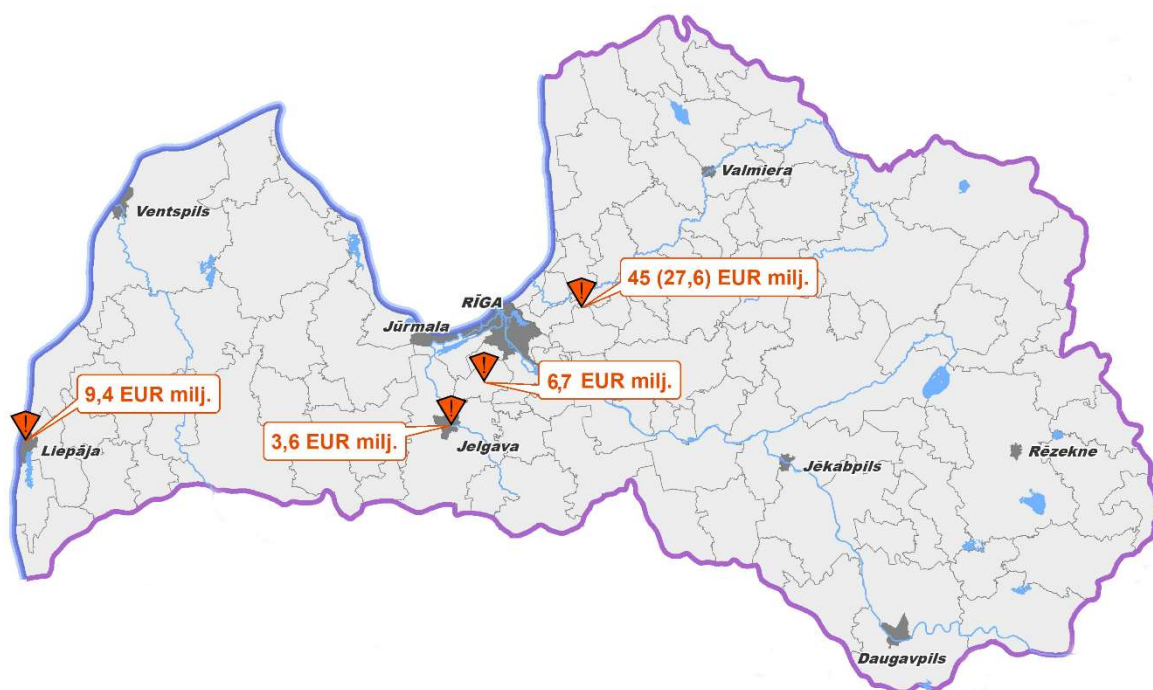 Valmiera
Ventspils
45 (27,6) EUR milj.
RĪGA
Jūrmala
6,7 EUR milj.
9,4 EUR milj.
3,6 EUR milj.
Liepāja
Jelgava
Jēkabpils
Rēzekne
Daugavpils